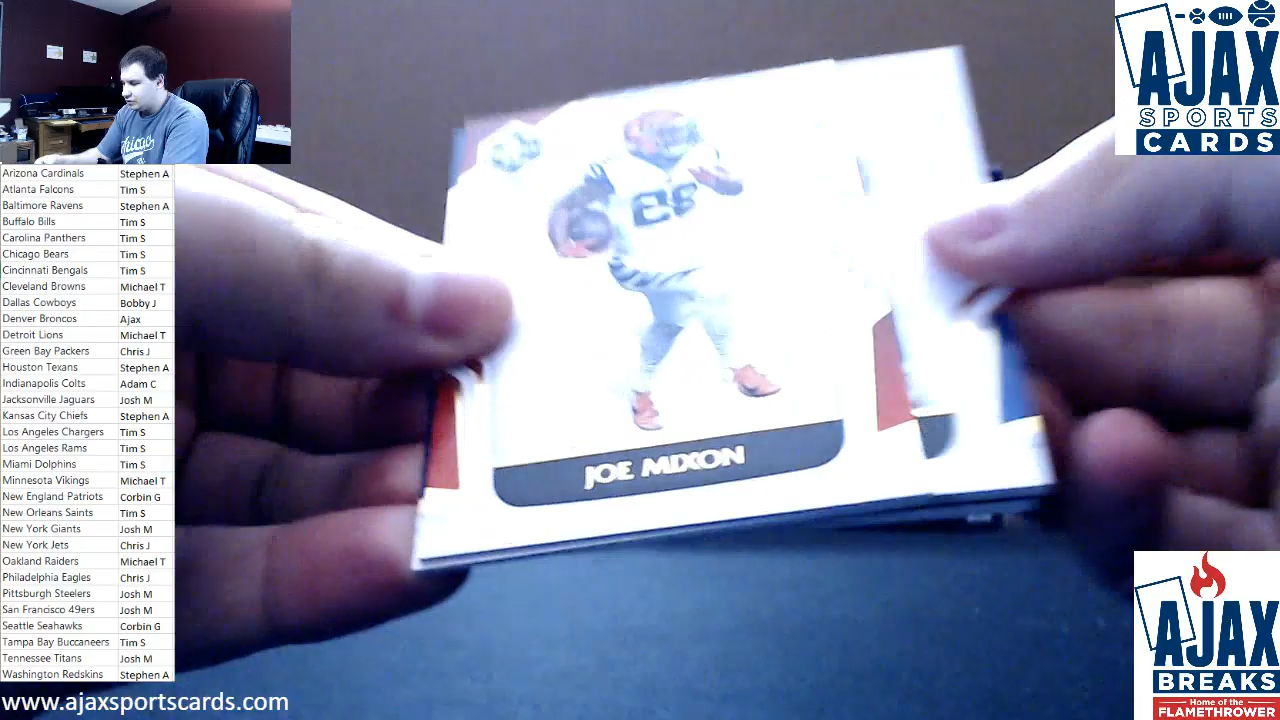 Chicago
Arizona Cardinals Stephen A
Atlanta Falcons Tim S
Baltimore Ravens Stephen A
Buffalo Bills Tim S
Carolina Panthers Tim S
Chicago Bears Tim S
Cincinnati Bengals Tim S
Cleveland Browns Michael T
Dallas Cowboys Bobby J
Denver Broncos Ajax
Detroit Lions Michael T
Green Bay Packers Chris J
Houston Texans Stephen A
Indianapolis Colts Adam C
Jacksonville Jaguars Josh M
Kansas City Chiefs Stephen A
Los Angeles Chargers Tim S
Los Angeles Rams Tim S
Miami Dolphins Tim S
Minnesota Vikings Michael T
New England Patriots Corbin G
New Orleans Saints Tim S
New York Giants Josh M
New York Jets Chris J
Oakland Raiders Michael T
Philadelphia Eagles Chris J
Pittsburgh Steelers Josh M
San Francisco 49ers Josh M
Seattle Seahawks Corbin G
Tampa Bay Buccaneers Tim S
Tennessee Titans Josh M
Washington Redskins Stephen A
www.ajaxsportscards.com
28
JOE MIXON
AJAX
SPORTS
CARDS
AJAX
BREAKS
Home of the
FLAMETHROWER